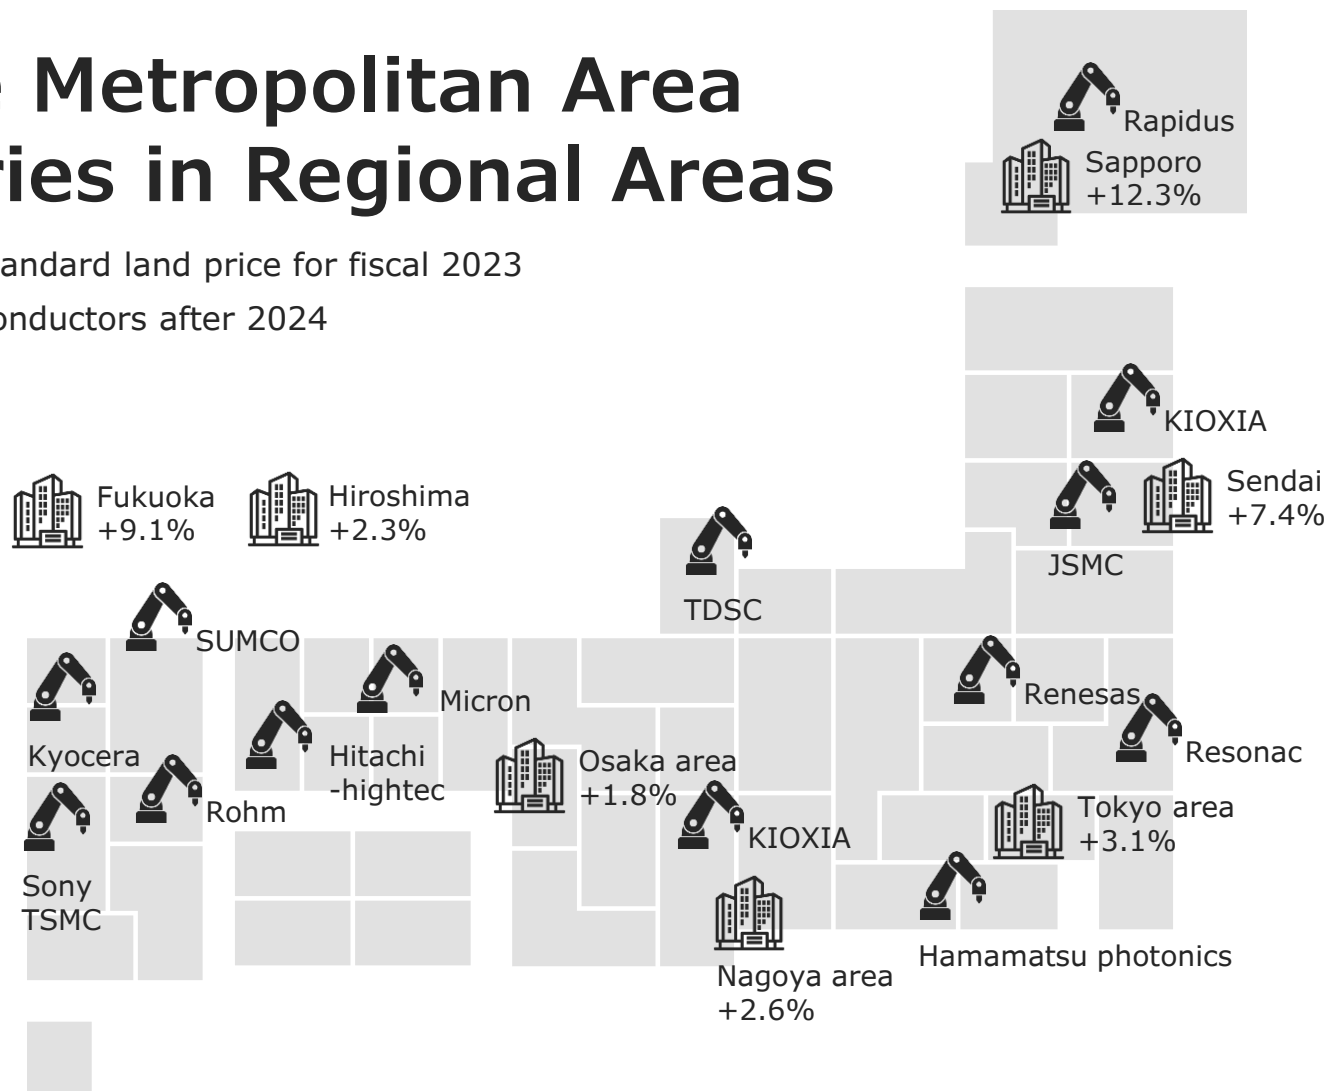 Metropolitan Area
ries in Regional Areas
andard land price for fiscal 2023
onductors after 2024
Rapidus
Sapporo
+12.3%
KIOXIA
Sendai
+7.4%
JSMC
Fukuoka
+9.1%
Hiroshima
+2.3%
TDSC
SUMCO
Kyocera
Micron
Hitachi
-hightec
Rohm
Sony
TSMC
Osaka area
+1.8%
KIOXIA
Renesas
Resonac
Tokyo area
+3.1%
Hamamatsu photonics
Nagoya area
+2.6%